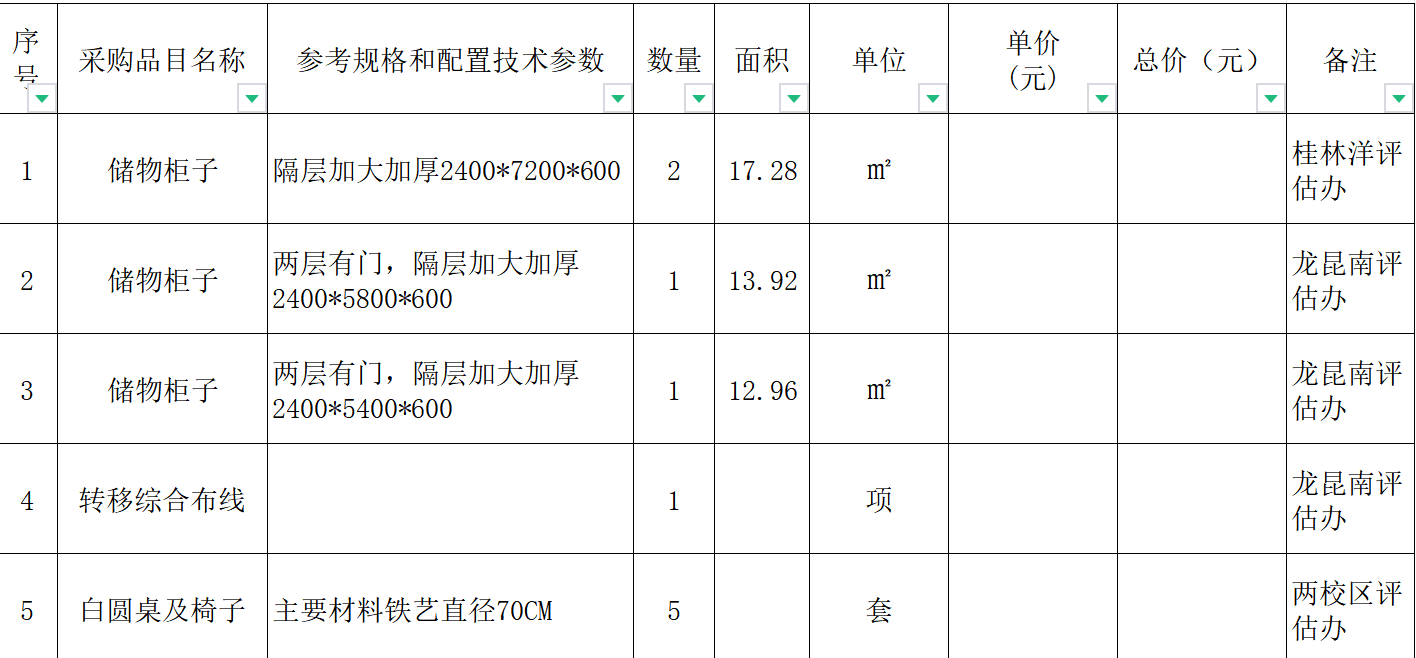 序号 采购品目名称 参考规格和配置技术参数 数量 面积 单位 单价(元) 总价（元） 备注
1 储物柜子 隔层加大加厚2400*7200*600 2 17.28 ㎡ 桂林洋评估办
2 储物柜子 两层有门，隔层加大加厚2400*5800*600 1 13.92 ㎡ 龙昆南评估办
3 储物柜子 两层有门，隔层加大加厚2400*5400*600 1 12.96 ㎡ 龙昆南评估办
4 转移综合布线 1 项 龙昆南评估办
5 白圆桌及椅子 主要材料铁艺直径70CM 5 套 两校区评估办